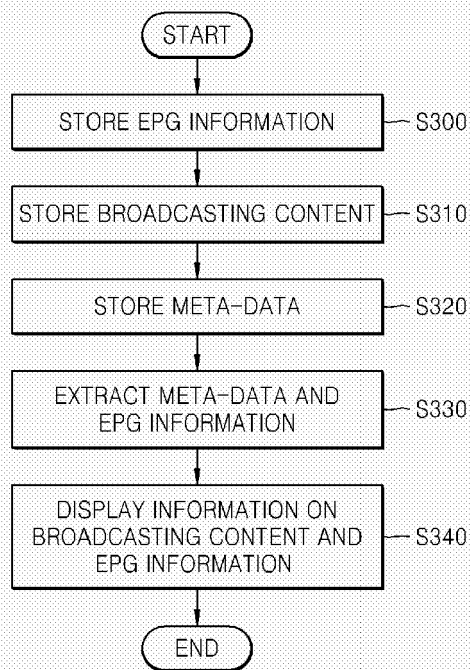 START
STORE EPG INFORMATION
S300
STORE BROADCASTING CONTENT
S310
STORE META-DATA
S320
EXTRACT META-DATA AND
EPG INFORMATION
S330
DISPLAY INFORMATION ON
BROADCASTING CONTENT AND
EPG INFORMATION
S340
END